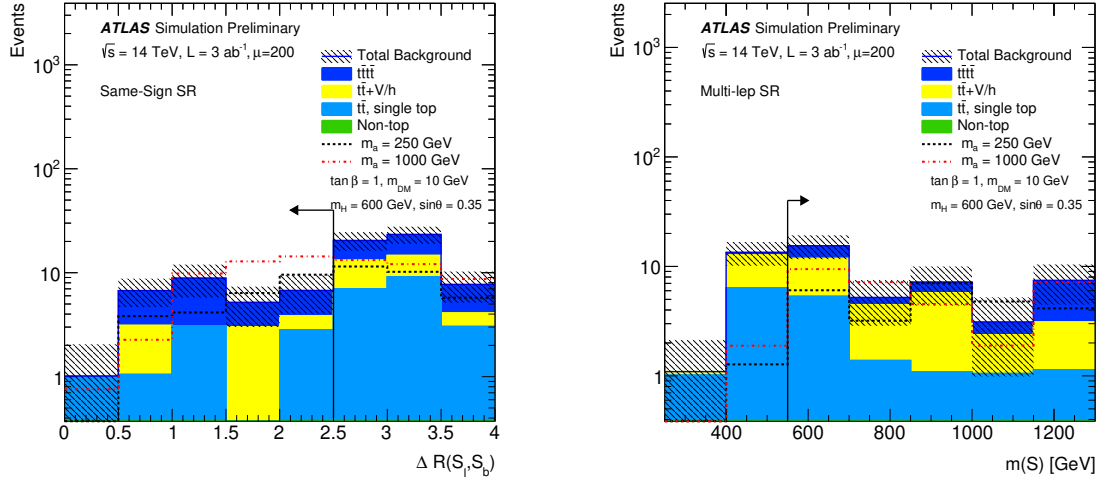 Events
10³
10²
10
1
ATLAS Simulation Preliminary
√s = 14 TeV, L = 3 ab⁻¹, μ=200
Same-Sign SR
Total Background
tt̄tt̄
tt̄+V/h
tt̄, single top
Non-top
m_a = 250 GeV
m_a = 1000 GeV
tan β = 1, m_DM = 10 GeV
m_H = 600 GeV, sinθ = 0.35
0 0.5 1 1.5 2 2.5 3 3.5 4
Δ R(S_l,S_b)
Events
10³
10²
10
1
ATLAS Simulation Preliminary
√s = 14 TeV, L = 3 ab⁻¹, μ=200
Multi-lep SR
Total Background
tt̄tt̄
tt̄+V/h
tt̄, single top
Non-top
m_a = 250 GeV
m_a = 1000 GeV
tan β = 1, m_DM = 10 GeV
m_H = 600 GeV, sinθ = 0.35
400 600 800 1000 1200
m(S) [GeV]